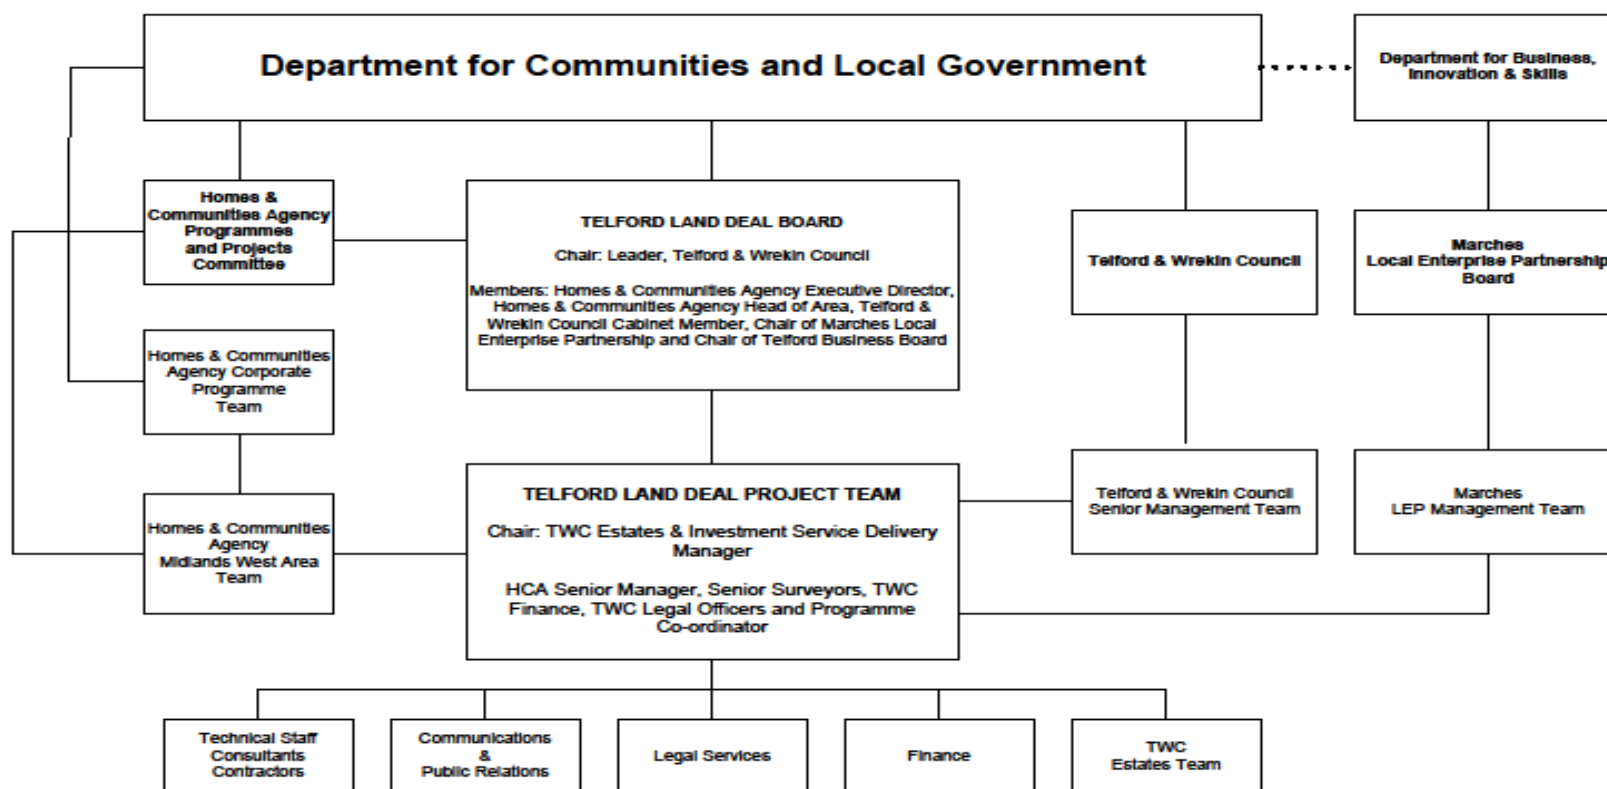 Department for Communities and Local Government
Department for Business,
Innovation & Skills
Homes &
Communities Agency
Programmes
and Projects
Committee
TELFORD LAND DEAL BOARD
Chair: Leader, Telford & Wrekin Council
Members: Homes & Communities Agency Executive Director,
Homes & Communities Agency Head of Area, Telford &
Wrekin Council Cabinet Member, Chair of Marches Local
Enterprise Partnership and Chair of Telford Business Board
Telford & Wrekin Council
Marches
Local Enterprise Partnership
Board
Homes & Communities
Agency Corporate
Programme
Team
Homes & Communities
Agency
Midlands West Area
Team
TELFORD LAND DEAL PROJECT TEAM
Chair: TWC Estates & Investment Service Delivery
Manager
HCA Senior Manager, Senior Surveyors, TWC
Finance, TWC Legal Officers and Programme
Co-ordinator
Telford & Wrekin Council
Senior Management Team
Marches
LEP Management Team
Technical Staff
Consultants
Contractors
Communications
&
Public Relations
Legal Services
Finance
TWC
Estates Team